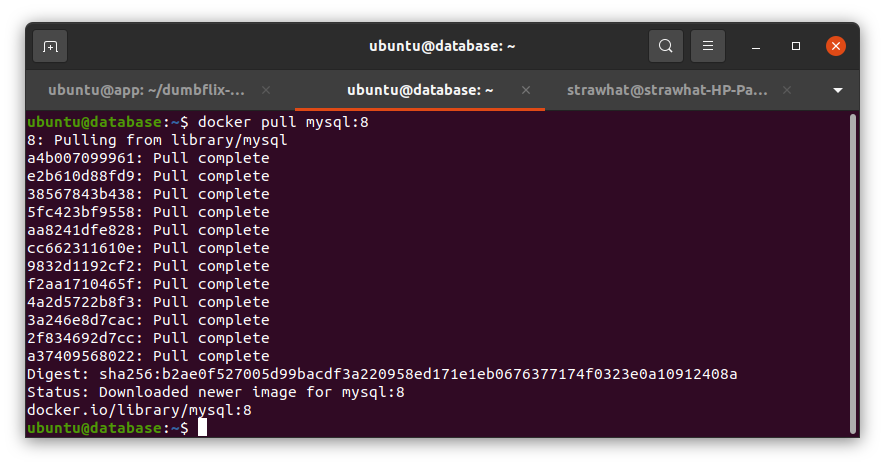 ubuntu@database: ~
ubuntu@app: ~/dumbflix-...
ubuntu@database: ~
strawhat@strawhat-HP-Pa...
ubuntu@database:~$ docker pull mysql:8
8: Pulling from library/mysql
a4b007099961: Pull complete
e2b610d88fd9: Pull complete
38567843b438: Pull complete
5fc423bf9558: Pull complete
aa8241dfe828: Pull complete
cc662311610e: Pull complete
9832d1192cf2: Pull complete
f2aa1710465f: Pull complete
4a2d5722b8f3: Pull complete
3a246e8d7cac: Pull complete
2f834692d7cc: Pull complete
a37409568022: Pull complete
Digest: sha256:b2ae0f527005d99bacdf3a220958ed171e1eb0676377174f0323e0a10912408a
Status: Downloaded newer image for mysql:8
docker.io/library/mysql:8
ubuntu@database:~$